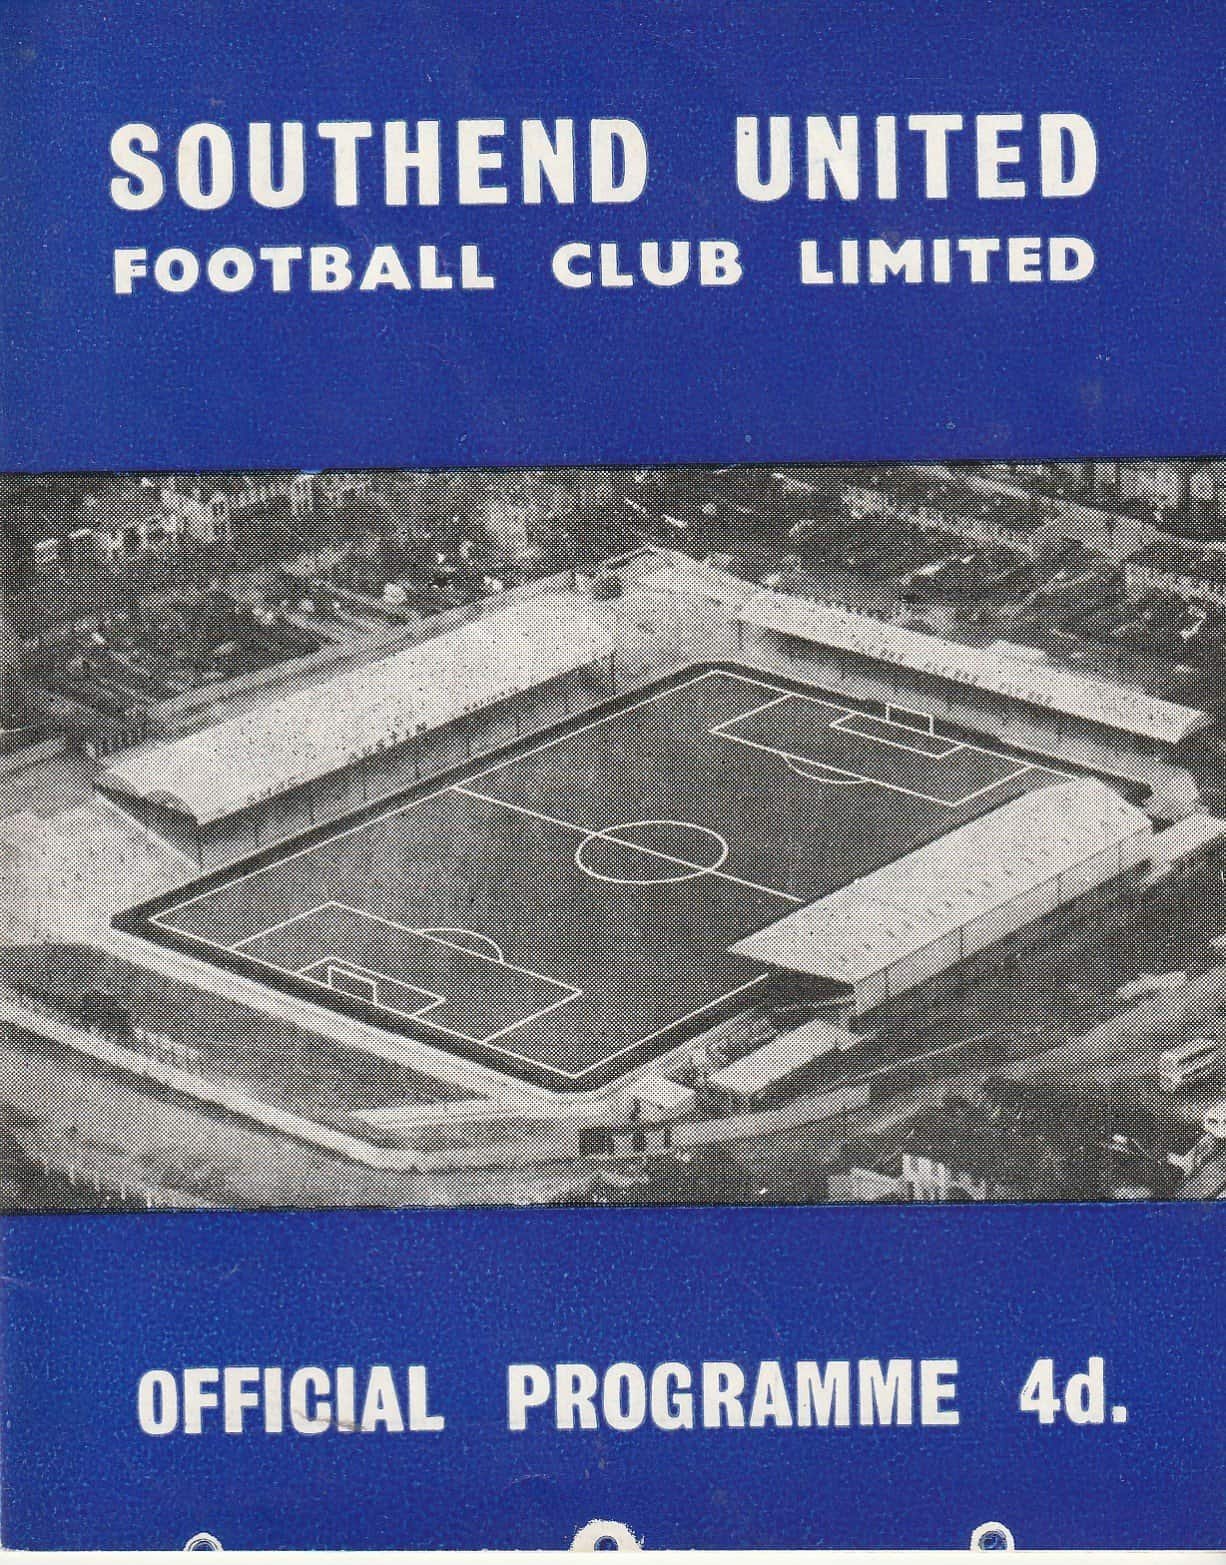 SOUTHEND UNITED
FOOTBALL CLUB LIMITED
OFFICIAL PROGRAMME 4d.